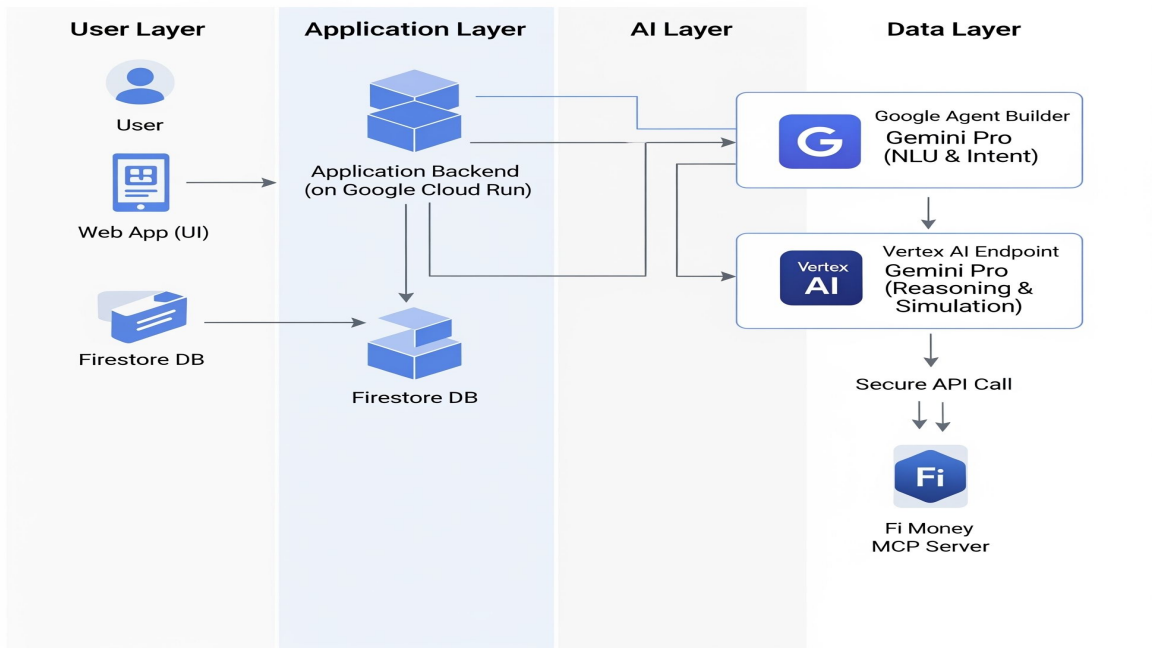 User Layer
Application Layer
AI Layer
Data Layer
User
Web App (UI)
Firestore DB
Application Backend
(on Google Cloud Run)
Firestore DB
G
Google Agent Builder
Gemini Pro
(NLU & Intent)
Vertex
AI
Vertex AI Endpoint
Gemini Pro
(Reasoning &
Simulation)
Secure API Call
Fi
Fi Money
MCP Server